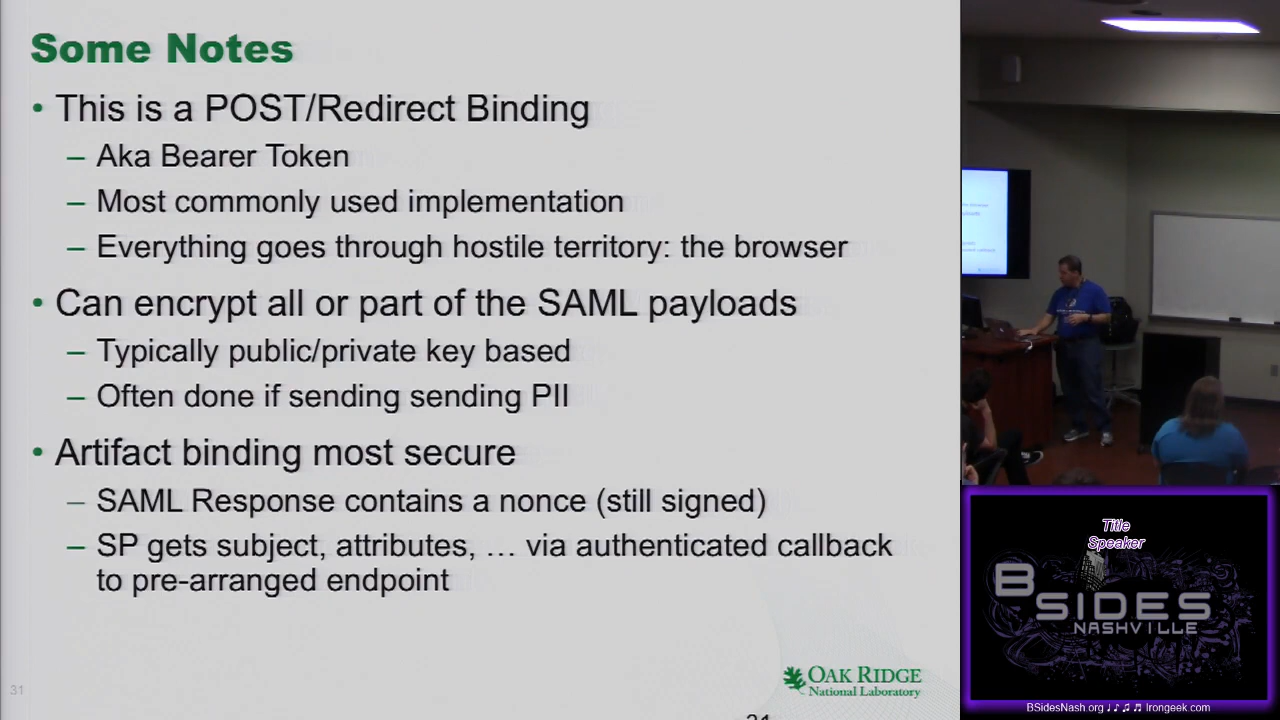 Some Notes
• This is a POST/Redirect Binding
– Aka Bearer Token
– Most commonly used implementation
– Everything goes through hostile territory: the browser
• Can encrypt all or part of the SAML payloads
– Typically public/private key based
– Often done if sending sending PII
• Artifact binding most secure
– SAML Response contains a nonce (still signed)
– SP gets subject, attributes, … via authenticated callback
to pre-arranged endpoint
31
OAK RIDGE
National Laboratory
Title
Speaker
BSIDES
NASHVILLE
BSidesNash.org ♩♪♫♬ Irongeek.com